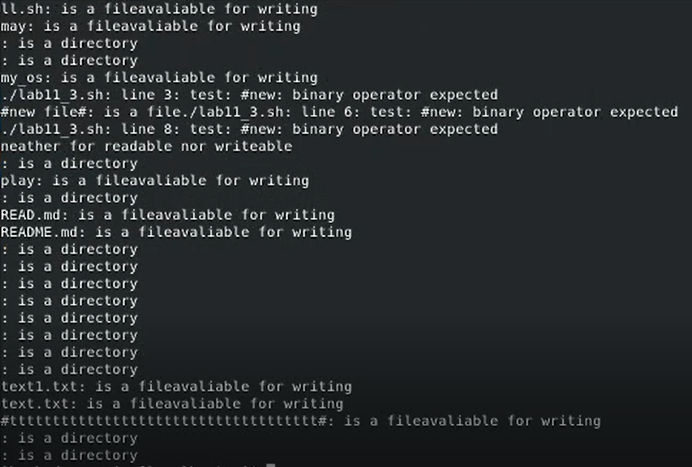 ll.sh: is a fileavaliable for writing
may: is a fileavaliable for writing
: is a directory
: is a directory
my_os: is a fileavaliable for writing
./lab11_3.sh: line 3: test: #new: binary operator expected
#new file#: is a file./lab11_3.sh: line 6: test: #new: binary operator expected
./lab11_3.sh: line 8: test: #new: binary operator expected
neather for readable nor writeable
: is a directory
play: is a fileavaliable for writing
: is a directory
READ.md: is a fileavaliable for writing
README.md: is a fileavaliable for writing
: is a directory
: is a directory
: is a directory
: is a directory
: is a directory
: is a directory
: is a directory
: is a directory
text1.txt: is a fileavaliable for writing
text.txt: is a fileavaliable for writing
#tttttttttttttttttttttttttttttttttttt#: is a fileavaliable for writing
: is a directory
: is a directory